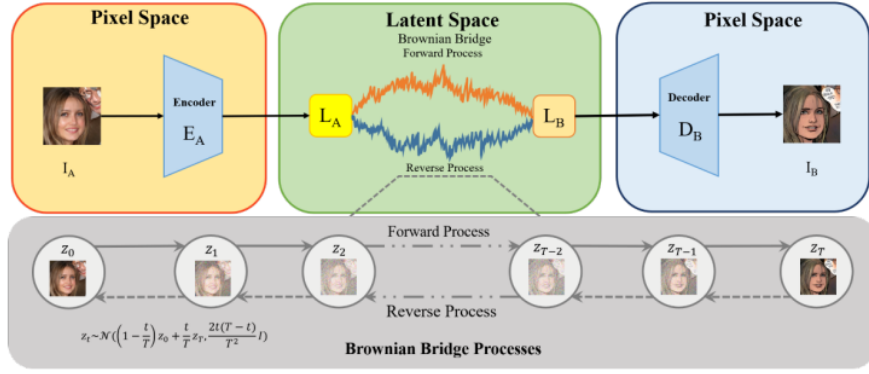 Pixel Space
Encoder
E_A
I_A
Latent Space
Brownian Bridge
Forward Process
L_A
L_B
Reverse Process
Pixel Space
Decoder
D_B
I_B
z_0
z_1
z_2
Forward Process
z_{T-2}
z_{T-1}
z_T
Reverse Process
z_t~𝒩((1 - t/T)z_0 + t/T z_T, 2t(T-t)/T^2 I)
Brownian Bridge Processes